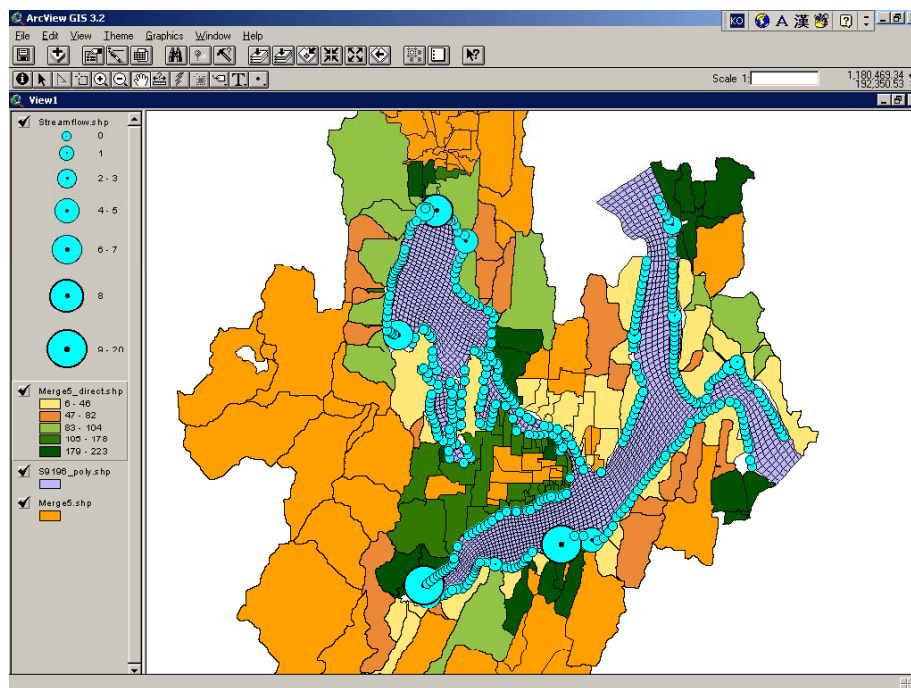 ArcView GIS 3.2
KO A 漢
File Edit View Theme Graphics Window Help
Scale 1:
1,180,469.34
192,350.53
View1
Streamflow.shp
0
1
2 - 3
4 - 5
6 - 7
8
9 - 20
Merge5_direct.shp
6 - 46
47 - 82
83 - 104
105 - 178
179 - 223
S9196_poly.shp
Merge5.shp